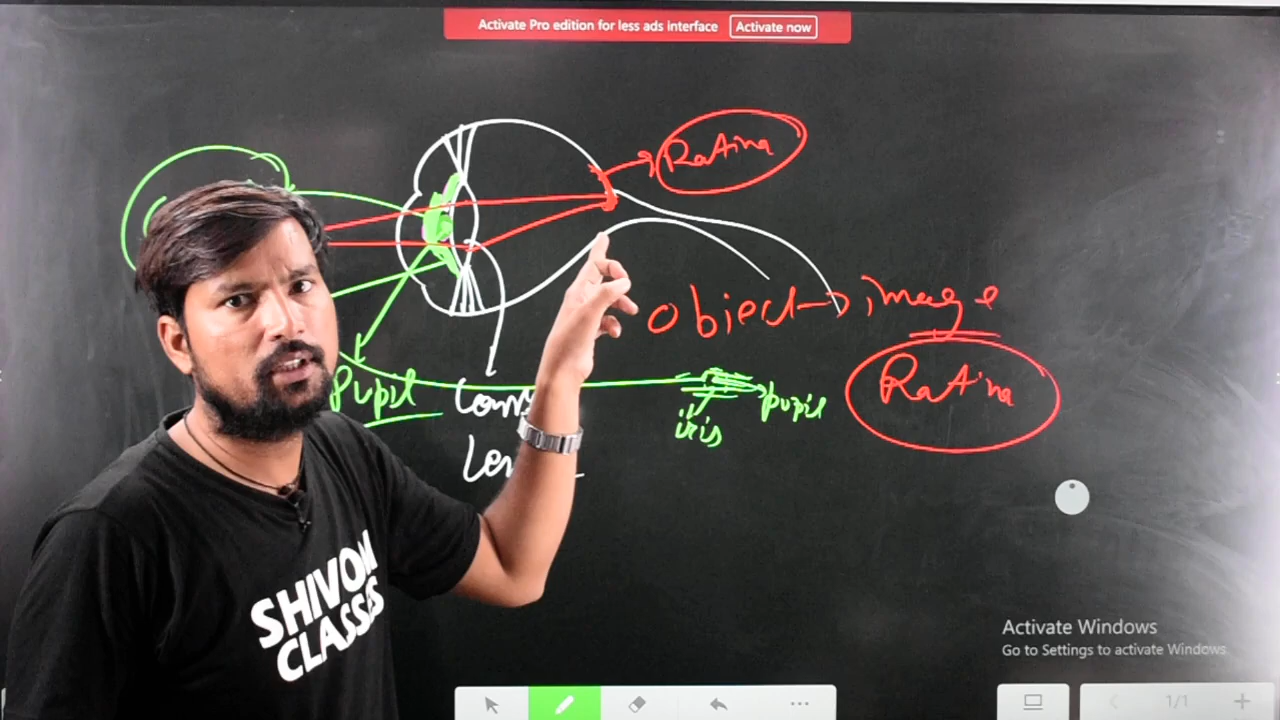 Activate Pro edition for less ads interface Activate now
Ratina
Object → image
Ratina
Pupil
iris
pupil
SHIVOM
CLASSES
Activate Windows
Go to Settings to activate Windows.
1/1